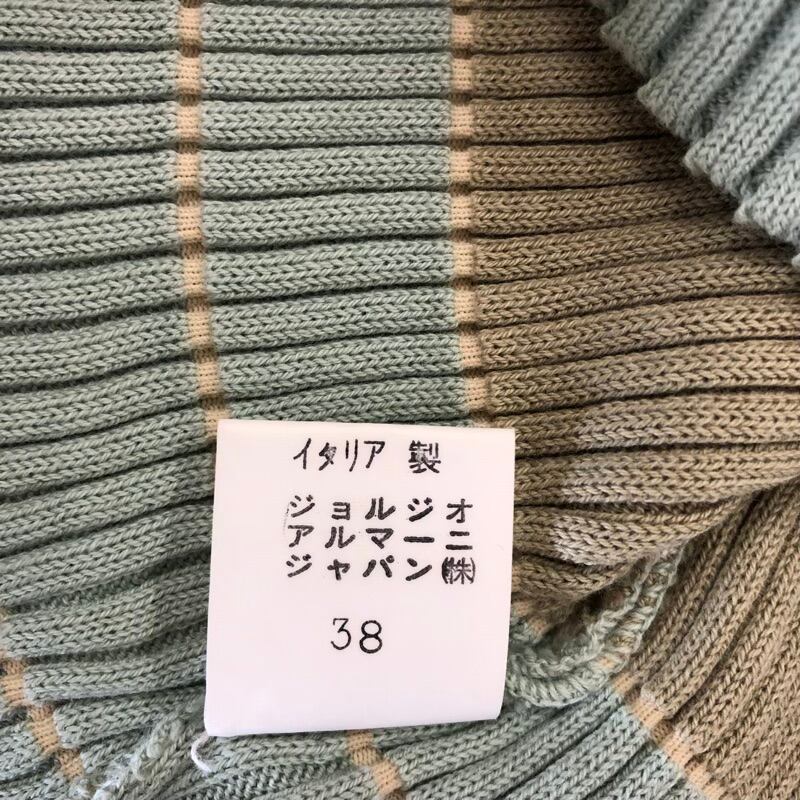 イタリア 製
ジョルジオ
アルマーニ
ジャパン㈱
38